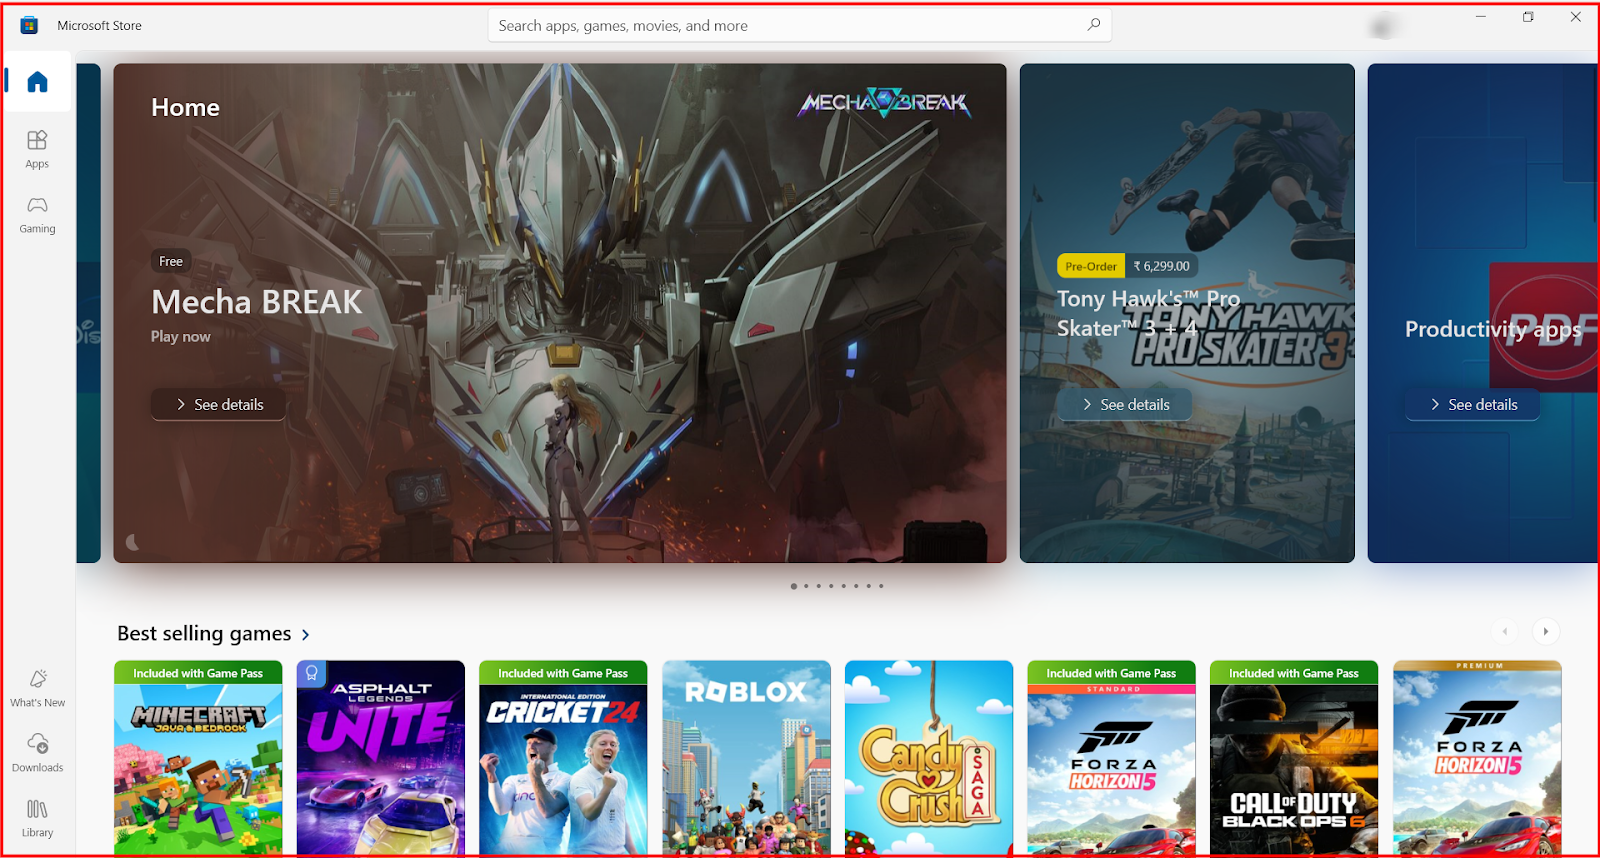 Microsoft Store
Search apps, games, movies, and more
Home
Apps
Gaming
What's New
Downloads
Library
MECHA BREAK
Free
Mecha BREAK
Play now
See details
Pre-Order ₹ 6,299.00
Tony Hawk's™ Pro
Skater™ 3 + 4
TONY HAWK
PRO SKATER 3
See details
Productivity apps
PDF
See details
Best selling games
Included with Game Pass
MINECRAFT
JAVA & BEDROCK
ASPHALT
LEGENDS
UNITE
Included with Game Pass
INTERNATIONAL EDITION
CRICKET 24
ROBLOX
Candy
Crush
SAGA
Included with Game Pass
STANDARD
FORZA
HORIZON 5
Included with Game Pass
CALL OF DUTY
BLACK OPS 6
PREMIUM
FORZA
HORIZON 5